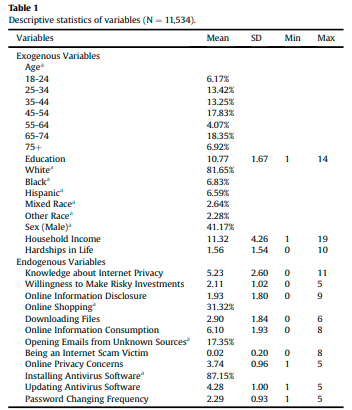 Table 1
Descriptive statistics of variables (N = 11,534).
Variables Mean SD Min Max
Exogenous Variables
Ageᵃ
18-24 6.17%
25-34 13.42%
35-44 13.25%
45-54 17.83%
55-64 4.07%
65-74 18.35%
75+ 6.92%
Education 10.77 1.67 1 14
Whiteᵃ 81.65%
Blackᵃ 6.83%
Hispanicᵃ 6.59%
Mixed Raceᵃ 2.64%
Other Raceᵃ 2.28%
Sex (Male)ᵃ 41.17%
Household Income 11.32 4.26 1 19
Hardships in Life 1.56 1.54 0 10
Endogenous Variables
Knowledge about Internet Privacy 5.23 2.60 0 11
Willingness to Make Risky Investments 2.11 1.02 0 5
Online Information Disclosure 1.93 1.80 0 9
Online Shoppingᵃ 31.32%
Downloading Files 2.90 1.84 0 6
Online Information Consumption 6.10 1.93 0 8
Opening Emails from Unknown Sourcesᵃ 17.35%
Being an Internet Scam Victim 0.02 0.20 0 8
Online Privacy Concerns 3.74 0.96 1 5
Installing Antivirus Softwareᵃ 87.15%
Updating Antivirus Software 4.28 1.00 1 5
Password Changing Frequency 2.29 0.93 1 5